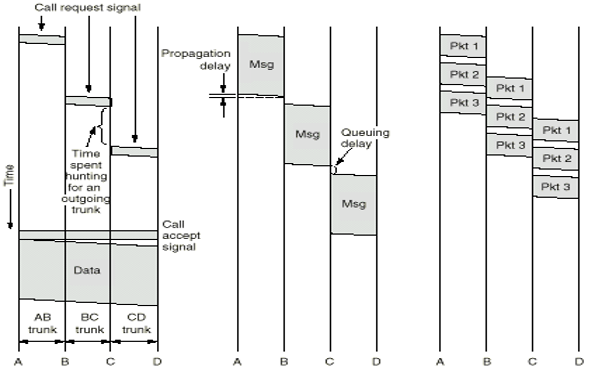 Call request signal
Time
spent
hunting
for an
outgoing
trunk
Time
Call
accept
signal
Data
AB
trunk
BC
trunk
CD
trunk
A
B
C
D
Propagation
delay
Msg
Msg
Queuing
delay
Msg
A
B
C
D
Pkt 1
Pkt 2
Pkt 3
Pkt 1
Pkt 2
Pkt 3
Pkt 1
Pkt 2
Pkt 3
A
B
C
D